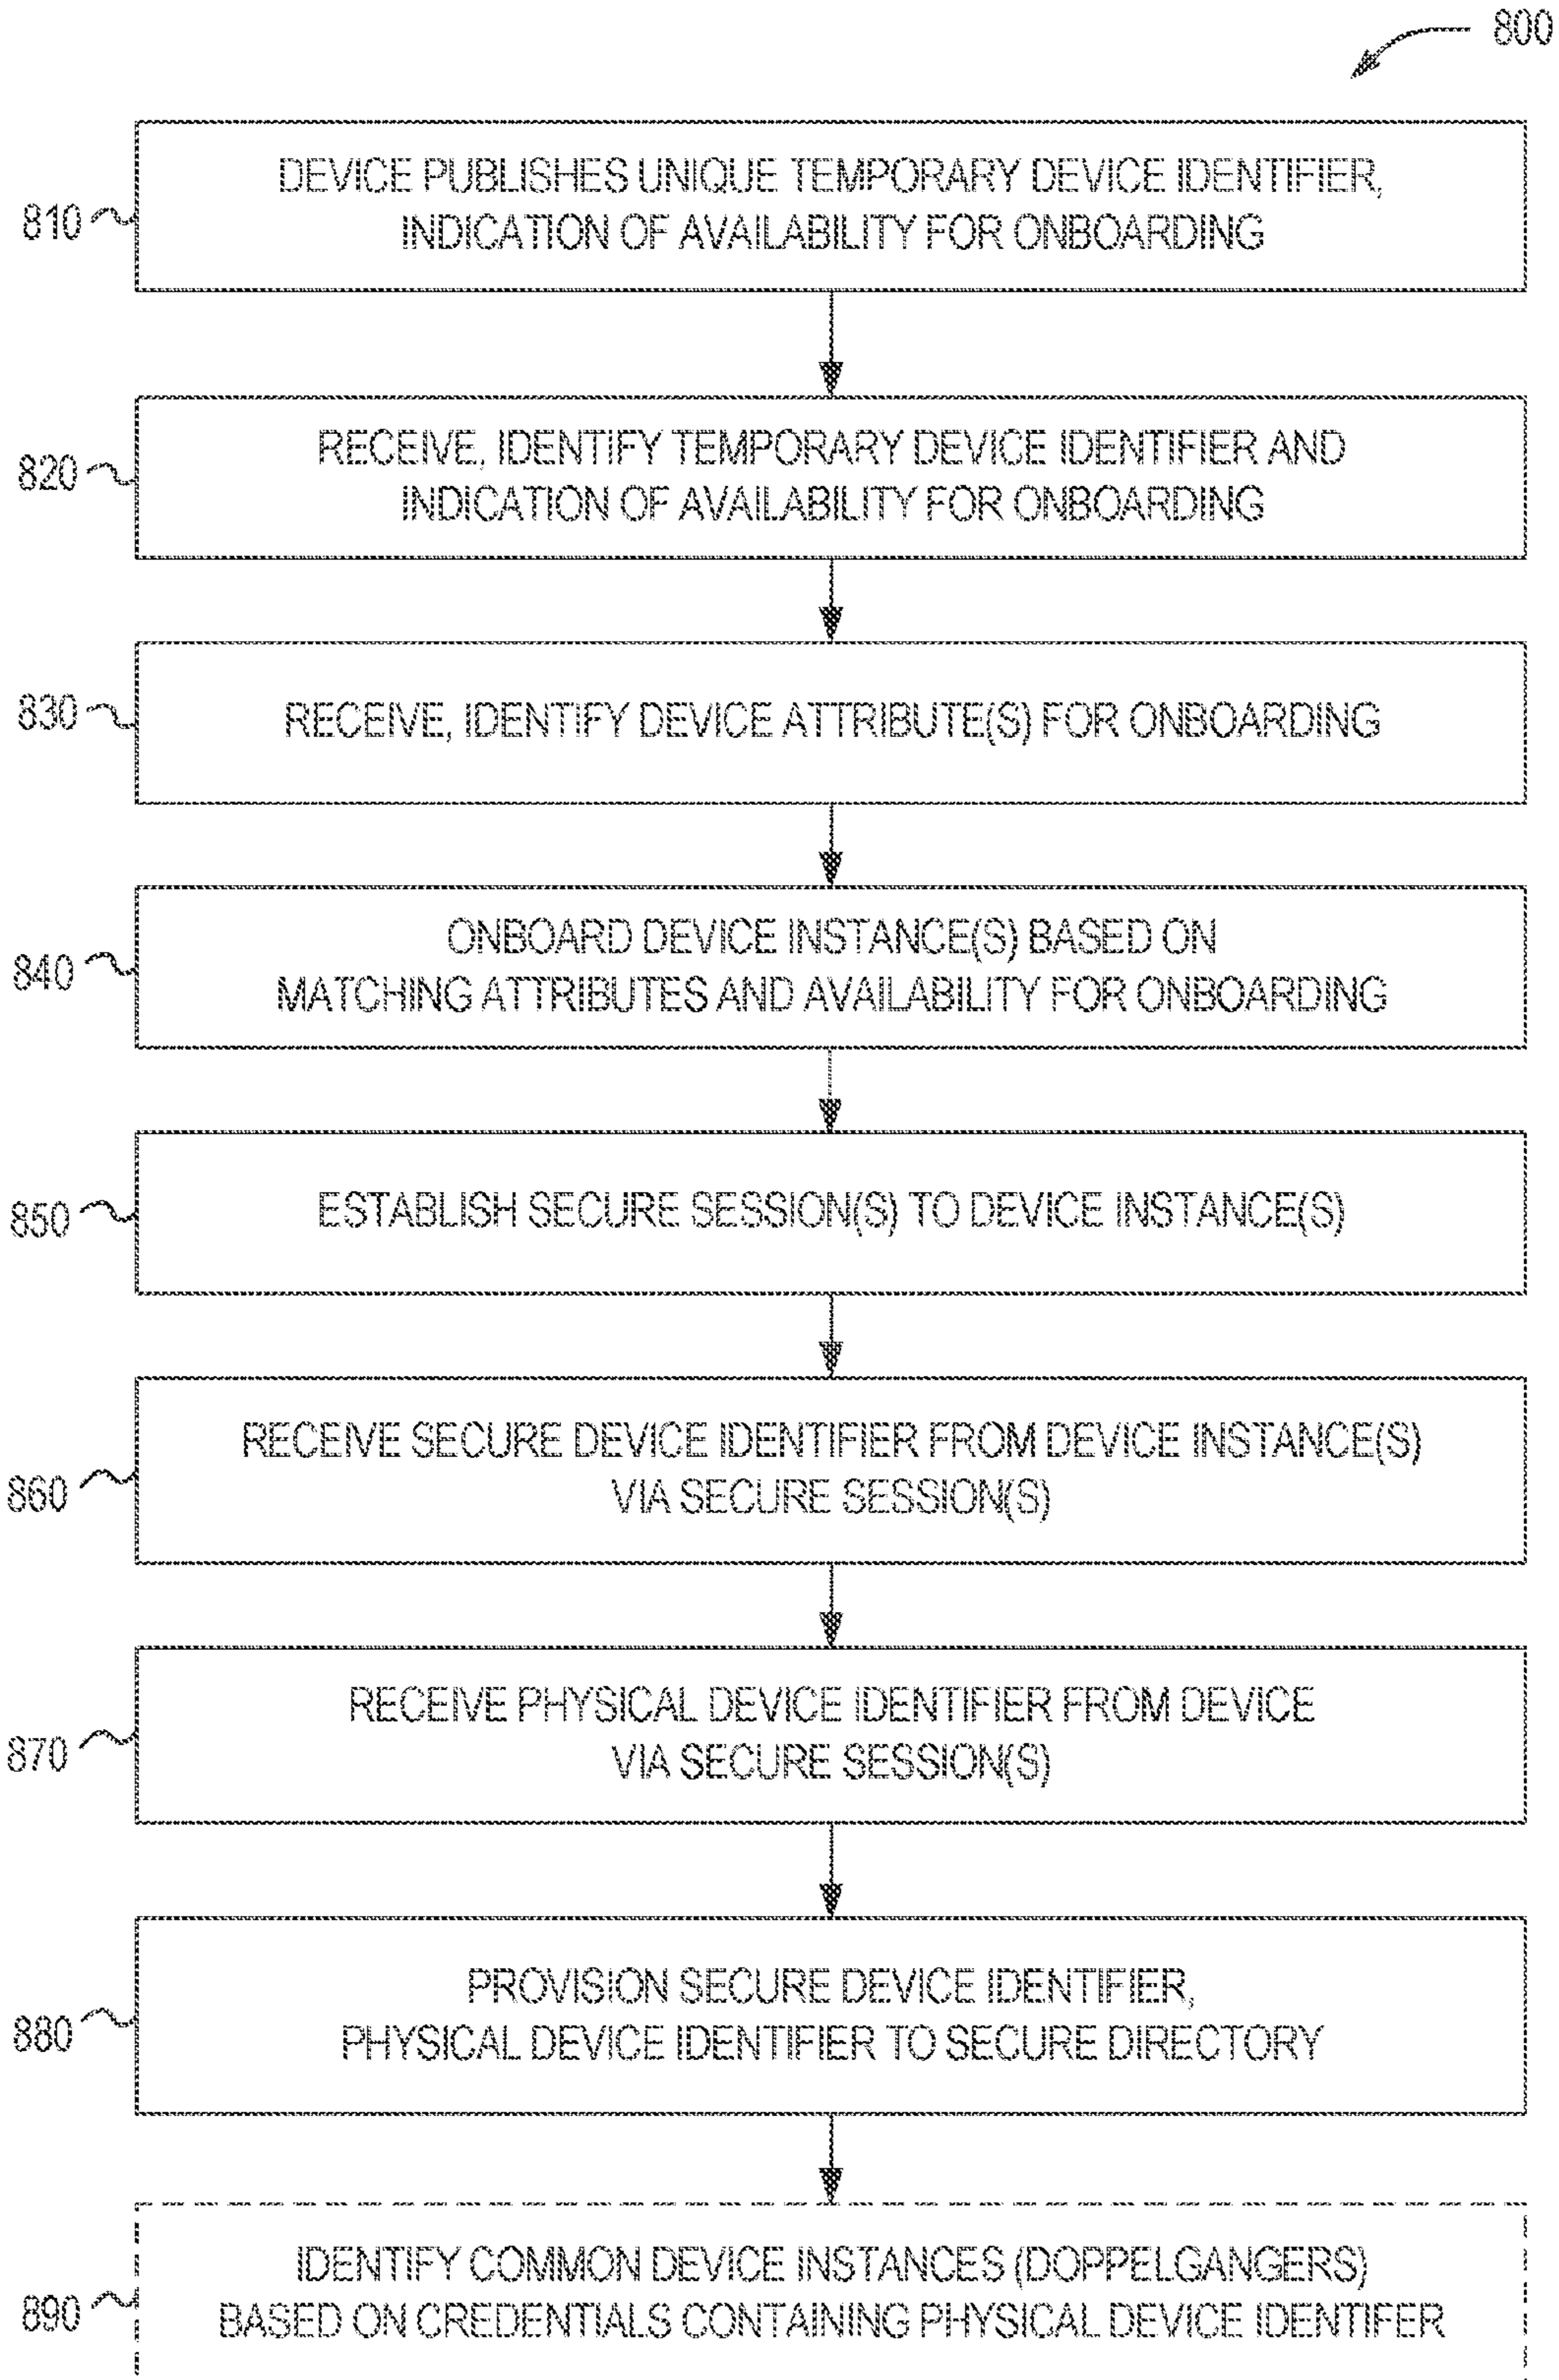 800
DEVICE PUBLISHES UNIQUE TEMPORARY DEVICE IDENTIFIER,
INDICATION OF AVAILABILITY FOR ONBOARDING
810
RECEIVE, IDENTIFY TEMPORARY DEVICE IDENTIFIER AND
INDICATION OF AVAILABILITY FOR ONBOARDING
820
RECEIVE, IDENTIFY DEVICE ATTRIBUTE(S) FOR ONBOARDING
830
ONBOARD DEVICE INSTANCE(S) BASED ON
MATCHING ATTRIBUTES AND AVAILABILITY FOR ONBOARDING
840
ESTABLISH SECURE SESSION(S) TO DEVICE INSTANCE(S)
850
RECEIVE SECURE DEVICE IDENTIFIER FROM DEVICE INSTANCE(S)
VIA SECURE SESSION(S)
860
RECEIVE PHYSICAL DEVICE IDENTIFIER FROM DEVICE
VIA SECURE SESSION(S)
870
PROVISION SECURE DEVICE IDENTIFIER,
PHYSICAL DEVICE IDENTIFIER TO SECURE DIRECTORY
880
IDENTIFY COMMON DEVICE INSTANCES (DOPPELGANGERS)
BASED ON CREDENTIALS CONTAINING PHYSICAL DEVICE IDENTIFER
890